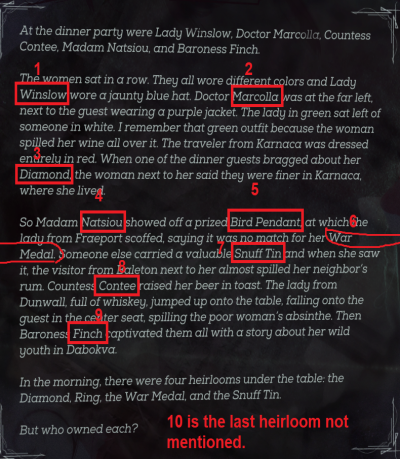 At the dinner party were Lady Winslow, Doctor Marcolla, Countess
Contee, Madam Natsiou, and Baroness Finch.
1 2
The women sat in a row. They all wore different colors and Lady
Winslow wore a jaunty blue hat. Doctor Marcolla was at the far left,
next to the guest wearing a purple jacket. The lady in green sat left of
someone in white. I remember that green outfit because the woman
spilled her wine all over it. The traveler from Karnaca was dressed
3
entirely in red. When one of the dinner guests bragged about her
Diamond, the woman next to her said they were finer in Karnaca,
where she lived.
4 5
So Madam Natsiou showed off a prized Bird Pendant, at which the 6
lady from Fraeport scoffed, saying it was no match for her War
Medal. Someone else carried a valuable 7 Snuff Tin and when she saw
it, the visitor from Baleton next to her almost spilled her neighbor's
8
rum. Countess Contee raised her beer in toast. The lady from
Dunwall, full of whiskey, jumped up onto the table, falling onto the
9
guest in the center seat, spilling the poor woman's absinthe. Then
Baroness Finch captivated them all with a story about her wild
youth in Dabokva.
In the morning, there were four heirlooms under the table: the
Diamond, Ring, the War Medal, and the Snuff Tin.
But who owned each?
10 is the last heirloom not
mentioned.